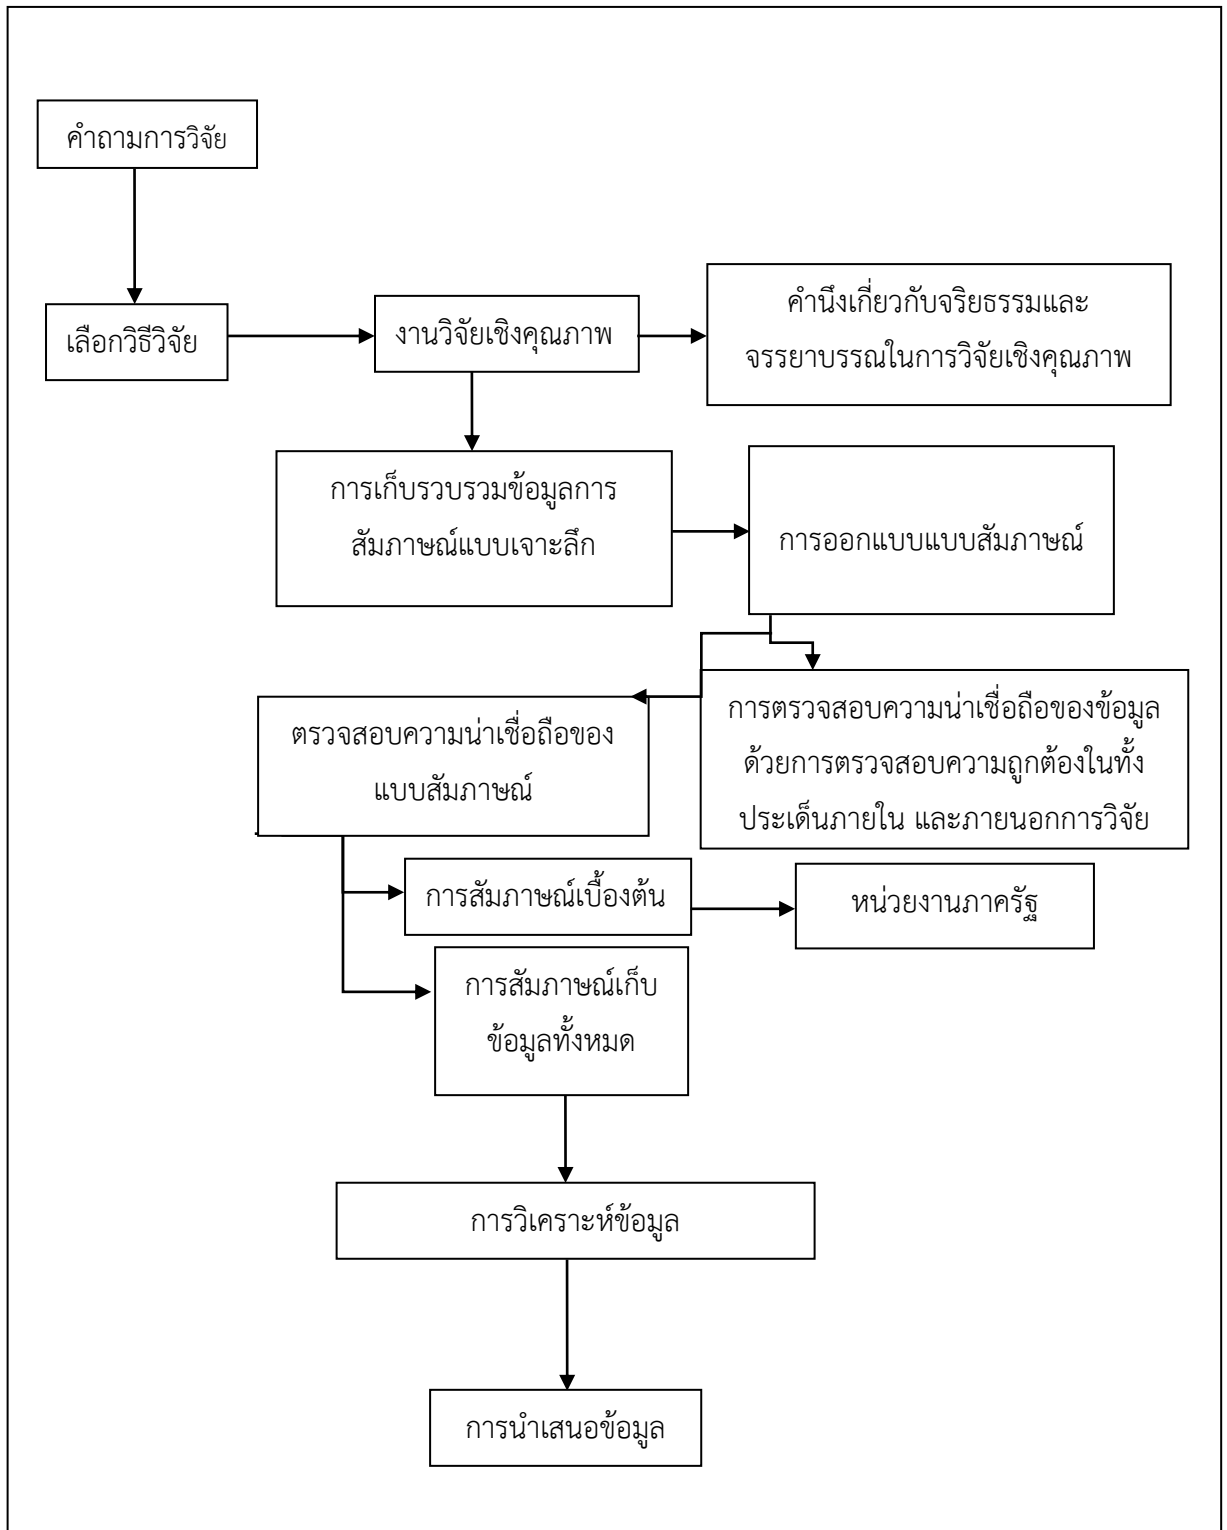 คำถามการวิจัย
เลือกวิธีวิจัย
งานวิจัยเชิงคุณภาพ
คำนึงเกี่ยวกับจริยธรรมและ
จรรยาบรรณในการวิจัยเชิงคุณภาพ
การเก็บรวบรวมข้อมูลการ
สัมภาษณ์แบบเจาะลึก
การออกแบบแบบสัมภาษณ์
ตรวจสอบความน่าเชื่อถือของ
แบบสัมภาษณ์
การตรวจสอบความน่าเชื่อถือของข้อมูล
ด้วยการตรวจสอบความถูกต้องในทั้ง
ประเด็นภายใน และภายนอกการวิจัย
การสัมภาษณ์เบื้องต้น
หน่วยงานภาครัฐ
การสัมภาษณ์เก็บ
ข้อมูลทั้งหมด
การวิเคราะห์ข้อมูล
การนำเสนอข้อมูล